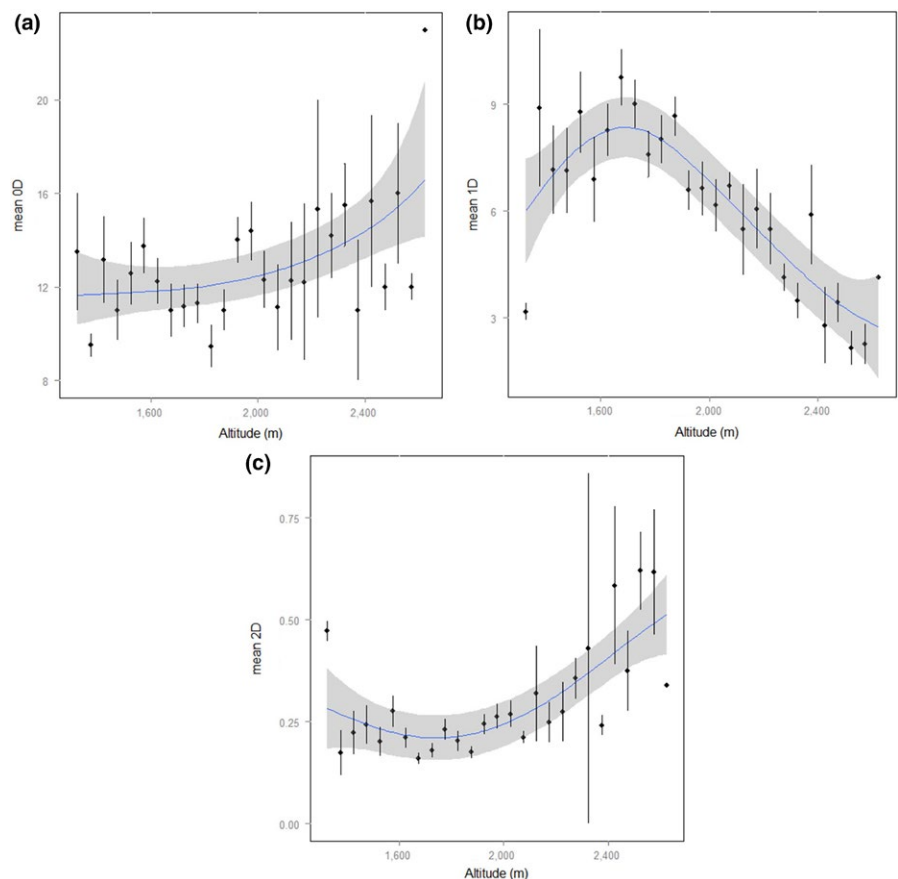 (a)
mean 0D
20
16
12
8
1,600
2,000
2,400
Altitude (m)
(b)
mean 1D
9
6
3
1,600
2,000
2,400
Altitude (m)
(c)
mean 2D
0.75
0.50
0.25
0.00
1,600
2,000
2,400
Altitude (m)